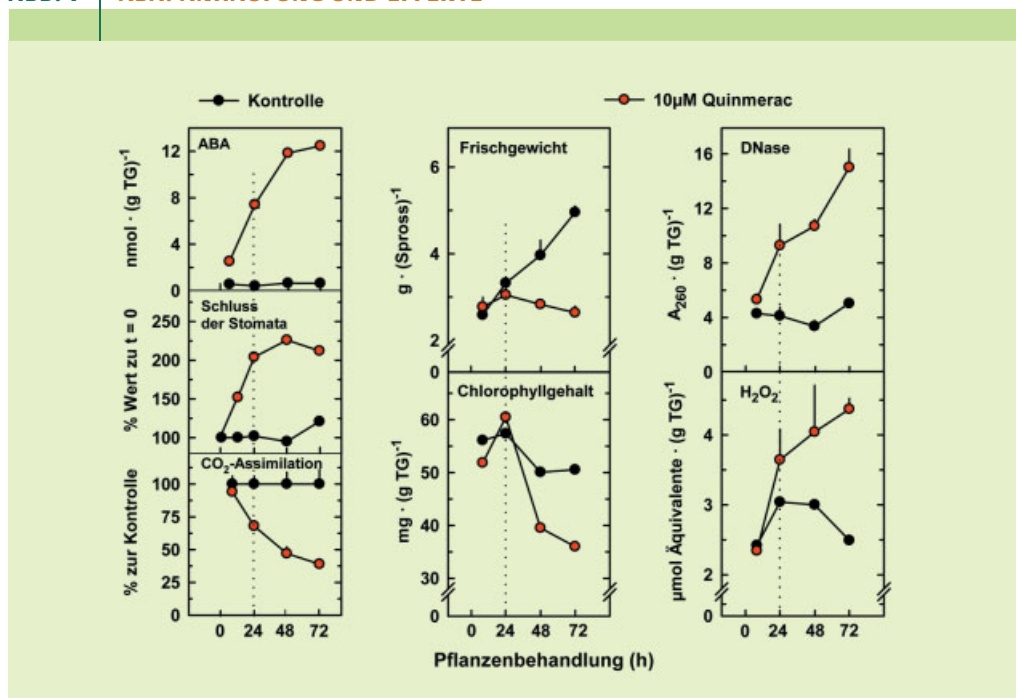 Kontrolle
10µM Quinmerac
ABA
nmol · (g TG)⁻¹
12
8
4
0
Schluss
der Stomata
% Wert zu t = 0
250
200
150
100
CO₂-Assimilation
% zur Kontrolle
100
75
50
25
0
0 24 48 72
Frischgewicht
g · (Spross)⁻¹
6
4
2
Chlorophyllgehalt
mg · (g TG)⁻¹
60
50
40
30
0
0 24 48 72
DNase
A₂₆₀ · (g TG)⁻¹
16
12
8
4
0
H₂O₂
µmol Äquivalente · (g TG)⁻¹
4
3
2
0
0 24 48 72
Pflanzenbehandlung (h)